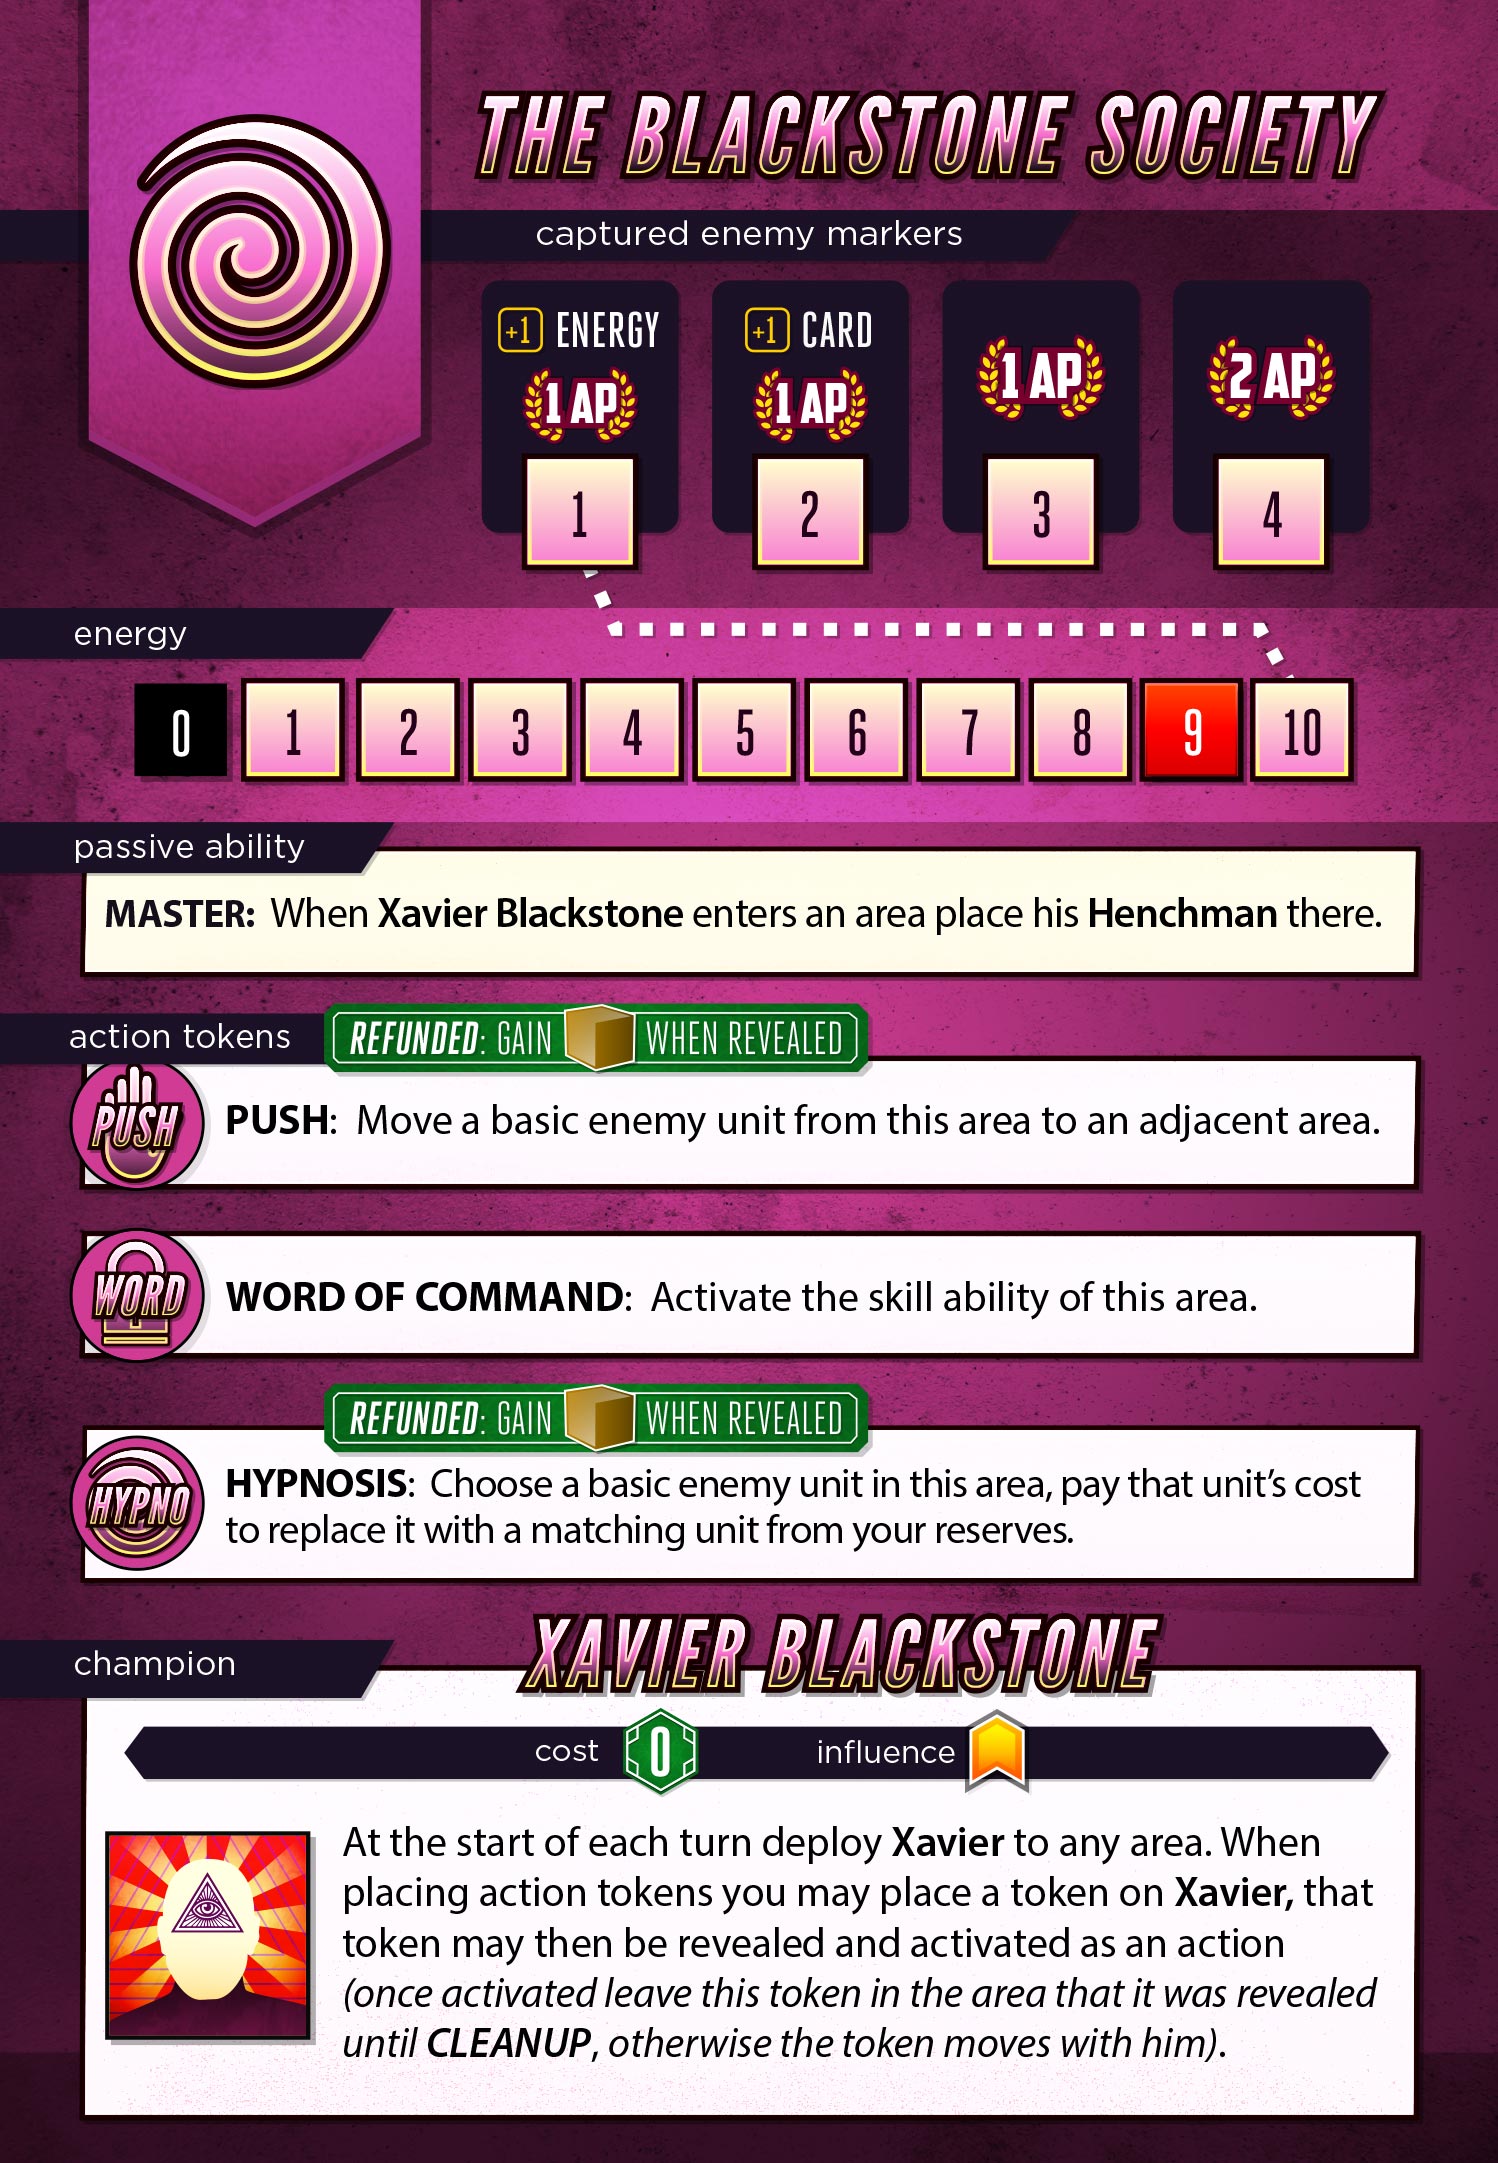 THE BLACKSTONE SOCIETY
captured enemy markers
+1 ENERGY
+1 CARD
1 AP
1 AP
1 AP
2 AP
1
2
3
4
energy
0 1 2 3 4 5 6 7 8 9 10
passive ability
MASTER: When Xavier Blackstone enters an area place his Henchman there.
action tokens
REFUNDED: GAIN WHEN REVEALED
PUSH
PUSH: Move a basic enemy unit from this area to an adjacent area.
WORD
WORD OF COMMAND: Activate the skill ability of this area.
REFUNDED: GAIN WHEN REVEALED
HYPNO
HYPNOSIS: Choose a basic enemy unit in this area, pay that unit's cost
to replace it with a matching unit from your reserves.
XAVIER BLACKSTONE
champion
cost 0 influence
At the start of each turn deploy Xavier to any area. When
placing action tokens you may place a token on Xavier, that
token may then be revealed and activated as an action
(once activated leave this token in the area that it was revealed
until CLEANUP, otherwise the token moves with him).